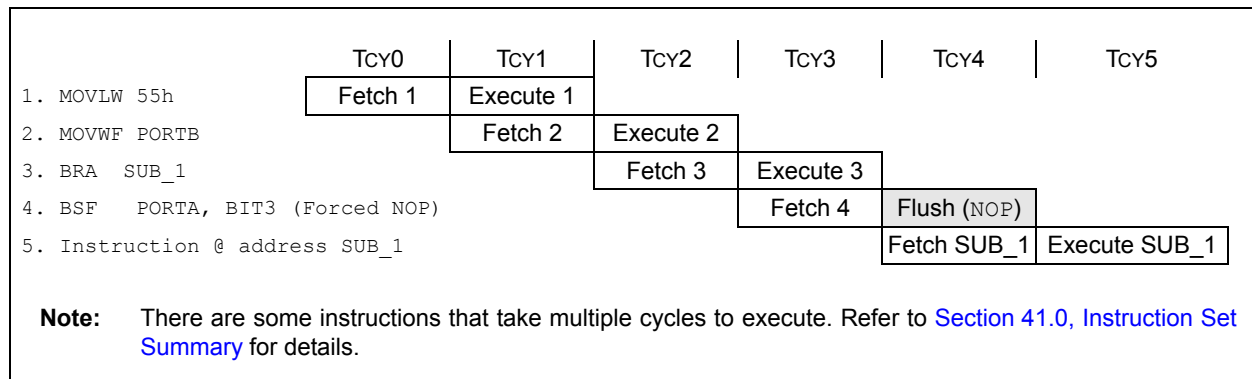 TCY0 TCY1 TCY2 TCY3 TCY4 TCY5
1. MOVLW 55h Fetch 1 Execute 1
2. MOVWF PORTB Fetch 2 Execute 2
3. BRA SUB_1 Fetch 3 Execute 3
4. BSF PORTA, BIT3 (Forced NOP) Fetch 4 Flush (NOP)
5. Instruction @ address SUB_1 Fetch SUB_1 Execute SUB_1
Note: There are some instructions that take multiple cycles to execute. Refer to Section 41.0, Instruction Set
Summary for details.